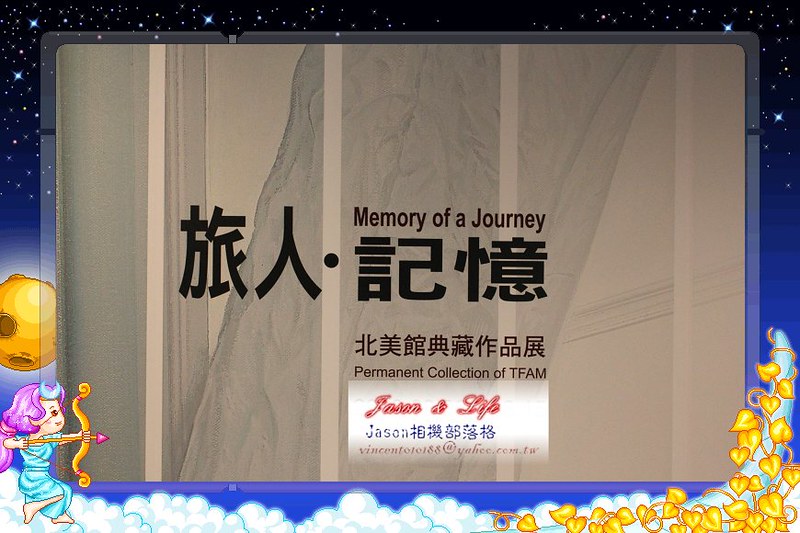 Memory of a Journey
旅人·記憶
北美館典藏作品展
Permanent Collection of TFAM
Jason & Life
Jason相機部落格
vincent010188@yahoo.com.tw